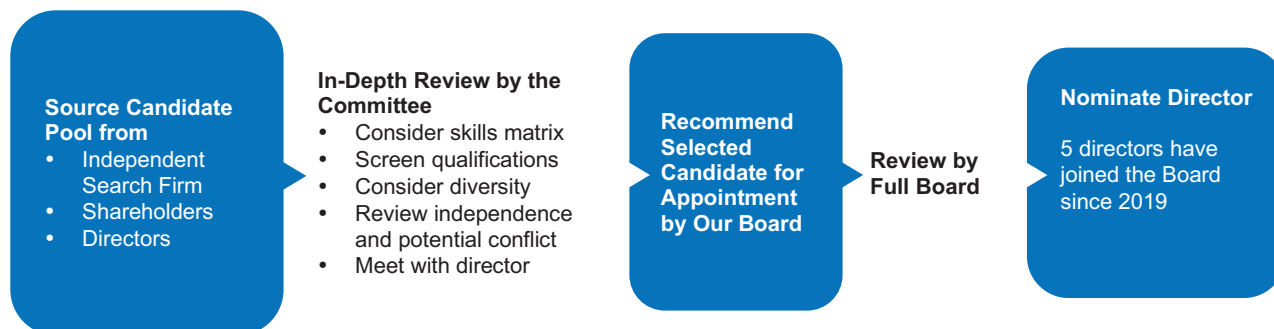 Source Candidate
Pool from
• Independent
Search Firm
• Shareholders
• Directors
In-Depth Review by the
Committee
• Consider skills matrix
• Screen qualifications
• Consider diversity
• Review independence
and potential conflict
• Meet with director
Recommend
Selected
Candidate for
Appointment
by Our Board
Review by
Full Board
Nominate Director
5 directors have
joined the Board
since 2019